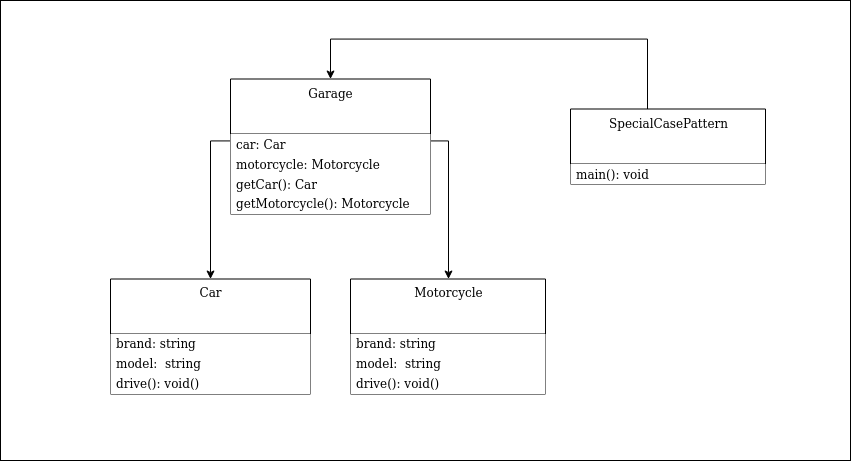 Garage
car: Car
motorcycle: Motorcycle
getCar(): Car
getMotorcycle(): Motorcycle
SpecialCasePattern
main(): void
Car
brand: string
model:  string
drive(): void()
Motorcycle
brand: string
model:  string
drive(): void()